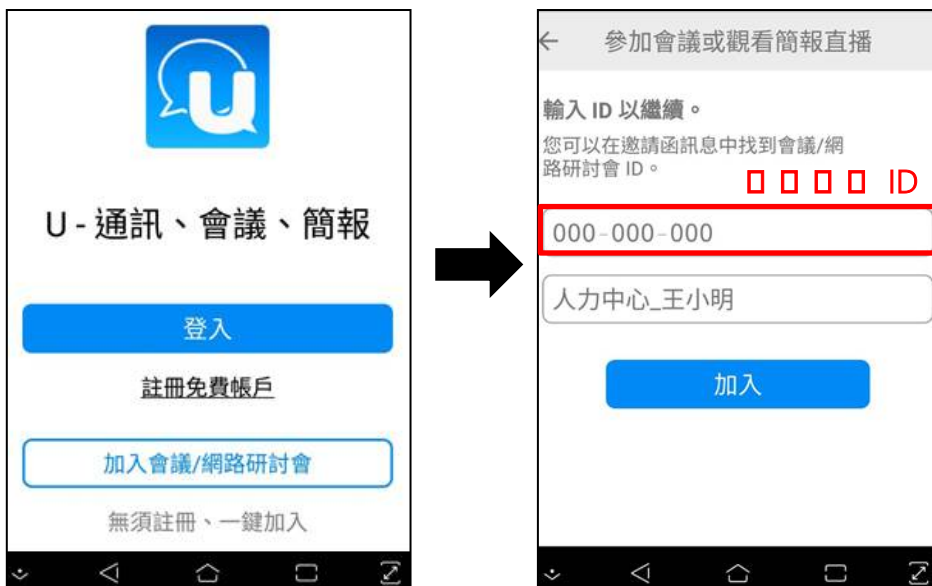 U
U - 通訊、會議、簡報
登入
註冊免費帳戶
加入會議/網路研討會
無須註冊、一鍵加入
參加會議或觀看簡報直播
輸入 ID 以繼續。
您可以在邀請函訊息中找到會議/網
路研討會 ID。
ID
000-000-000
人力中心_王小明
加入